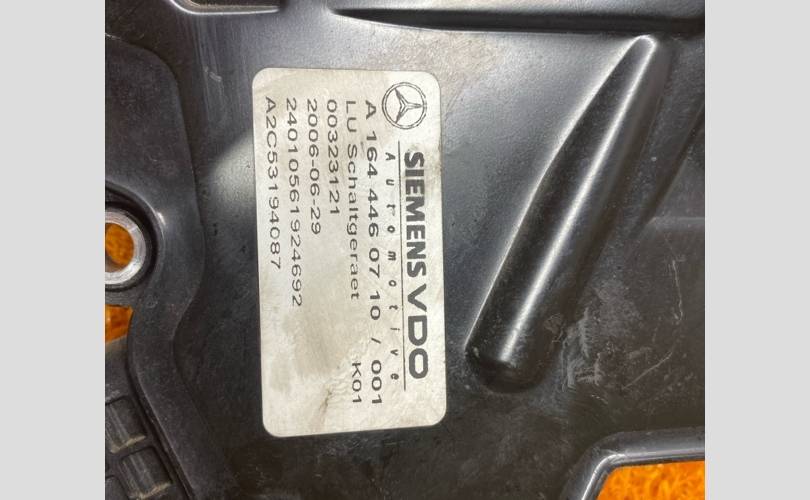 SIEMENS VDO
Automotive
A 164 446 07 10 / 001
LU Schaltgeraet K01
00323121
2006-06-29
24010561924692
A2C53194087